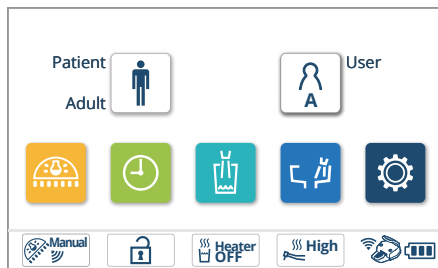 Patient
User
Adult
A
Manual
Heater
OFF
High